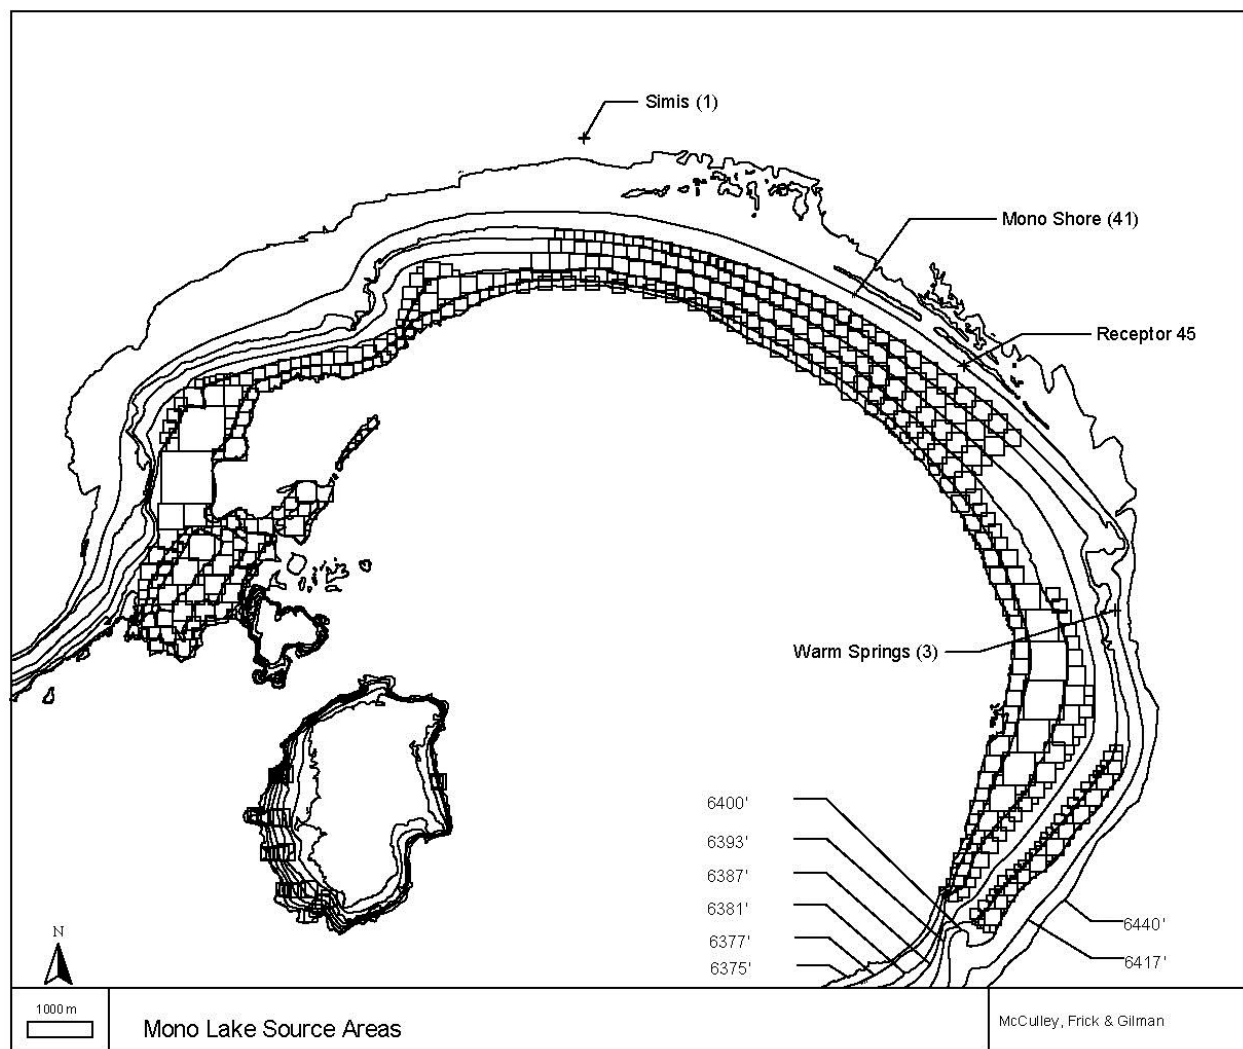 Simis (1)
Mono Shore (41)
Receptor 45
Warm Springs (3)
6400'
6393'
6387'
6381'
6377'
6375'
6440'
6417'
N
1000 m
Mono Lake Source Areas
McCulley, Frick & Gilman